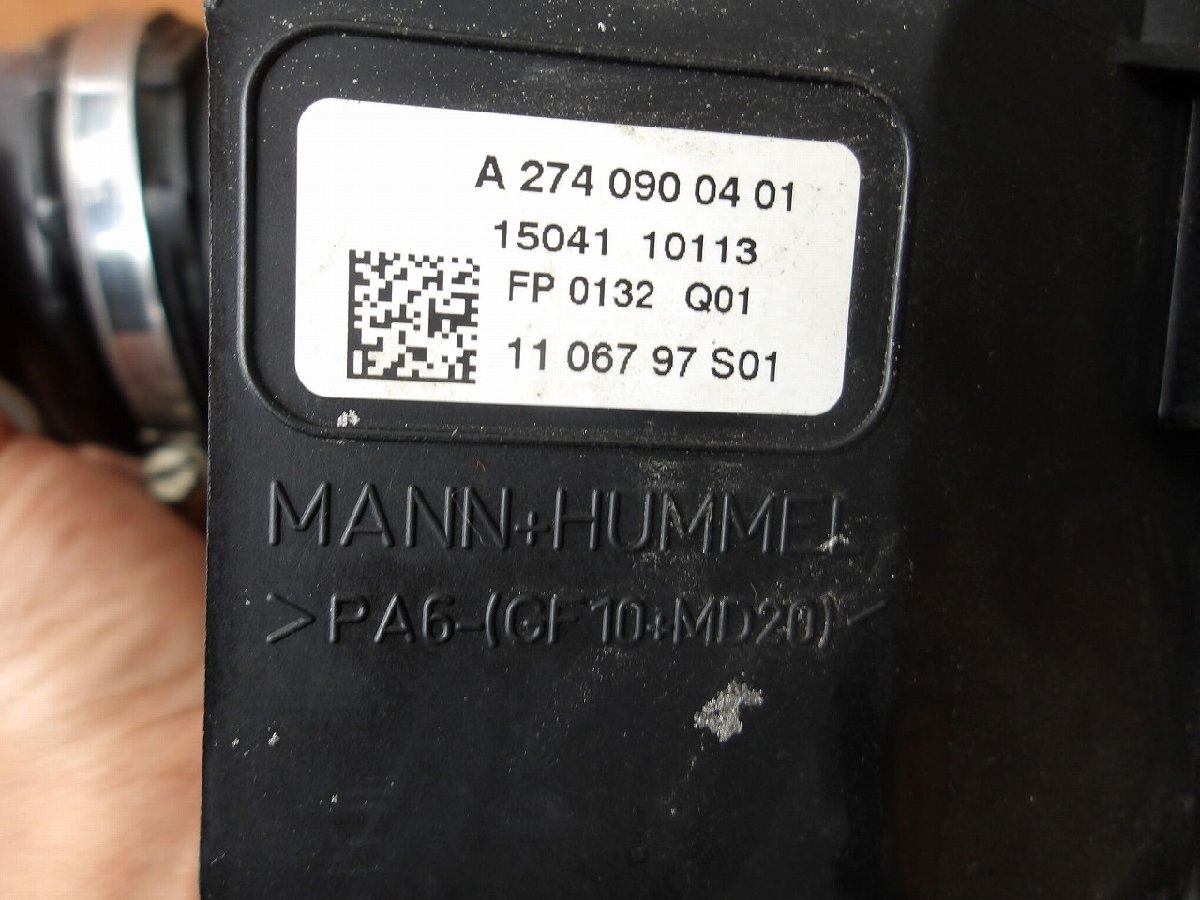 A 274 090 04 01
15041 10113
FP 0132 Q01
11 067 97 S01
MANN+HUMMEL
>PA6-(GF10+MD20)<